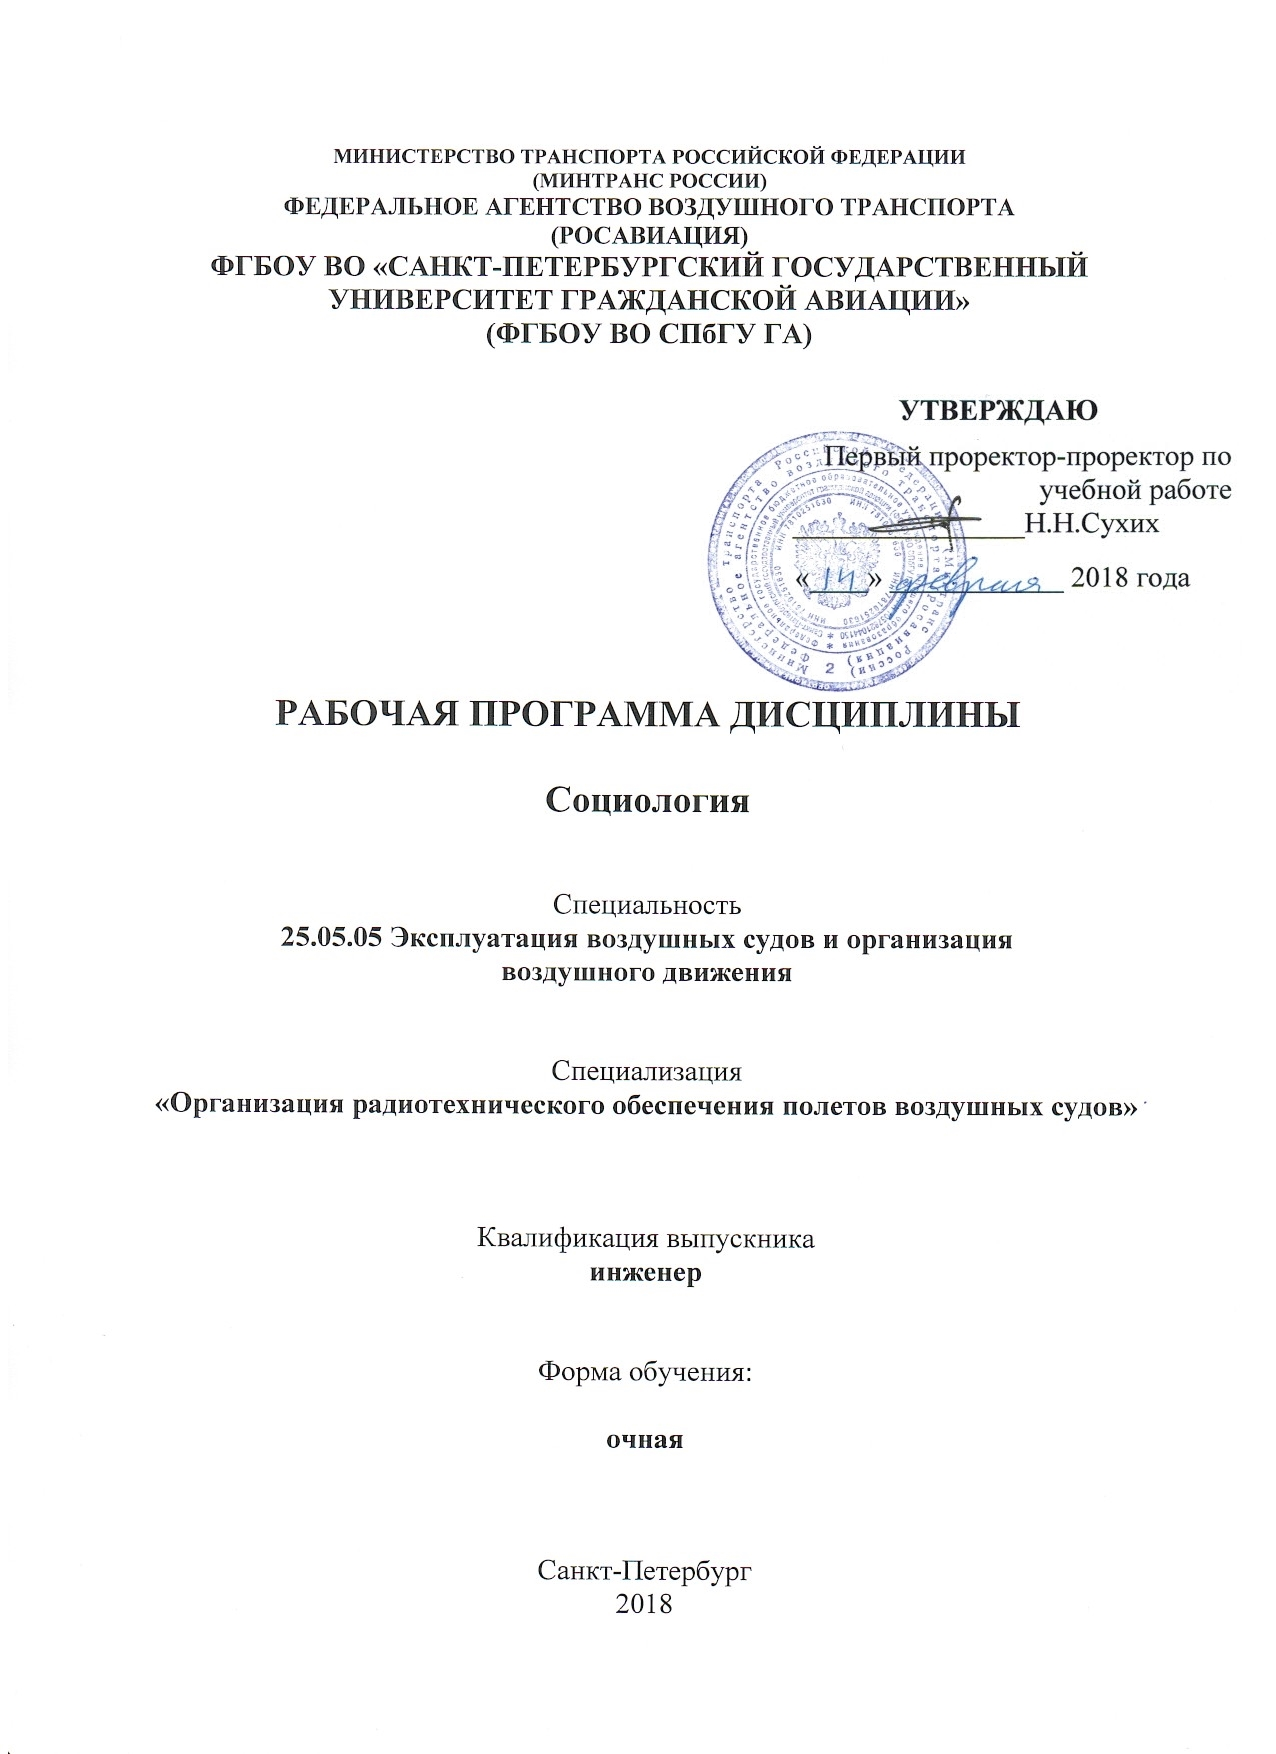 МИНИСТЕРСТВО ТРАНСПОРТА РОССИЙСКОЙ ФЕДЕРАЦИИ
(МИНТРАНС РОССИИ)
ФЕДЕРАЛЬНОЕ АГЕНТСТВО ВОЗДУШНОГО ТРАНСПОРТА
(РОСАВИАЦИЯ)
ФГБОУ ВО «САНКТ-ПЕТЕРБУРГСКИЙ ГОСУДАРСТВЕННЫЙ
УНИВЕРСИТЕТ ГРАЖДАНСКОЙ АВИАЦИИ»
(ФГБОУ ВО СПбГУ ГА)
УТВЕРЖДАЮ
Первый проректор-проректор по
учебной работе
Н.Н.Сухих
«14» февраля 2018 года
РАБОЧАЯ ПРОГРАММА ДИСЦИПЛИНЫ
Социология
Специальность
25.05.05 Эксплуатация воздушных судов и организация
воздушного движения
Специализация
«Организация радиотехнического обеспечения полетов воздушных судов»
Квалификация выпускника
инженер
Форма обучения:
очная
Санкт-Петербург
2018